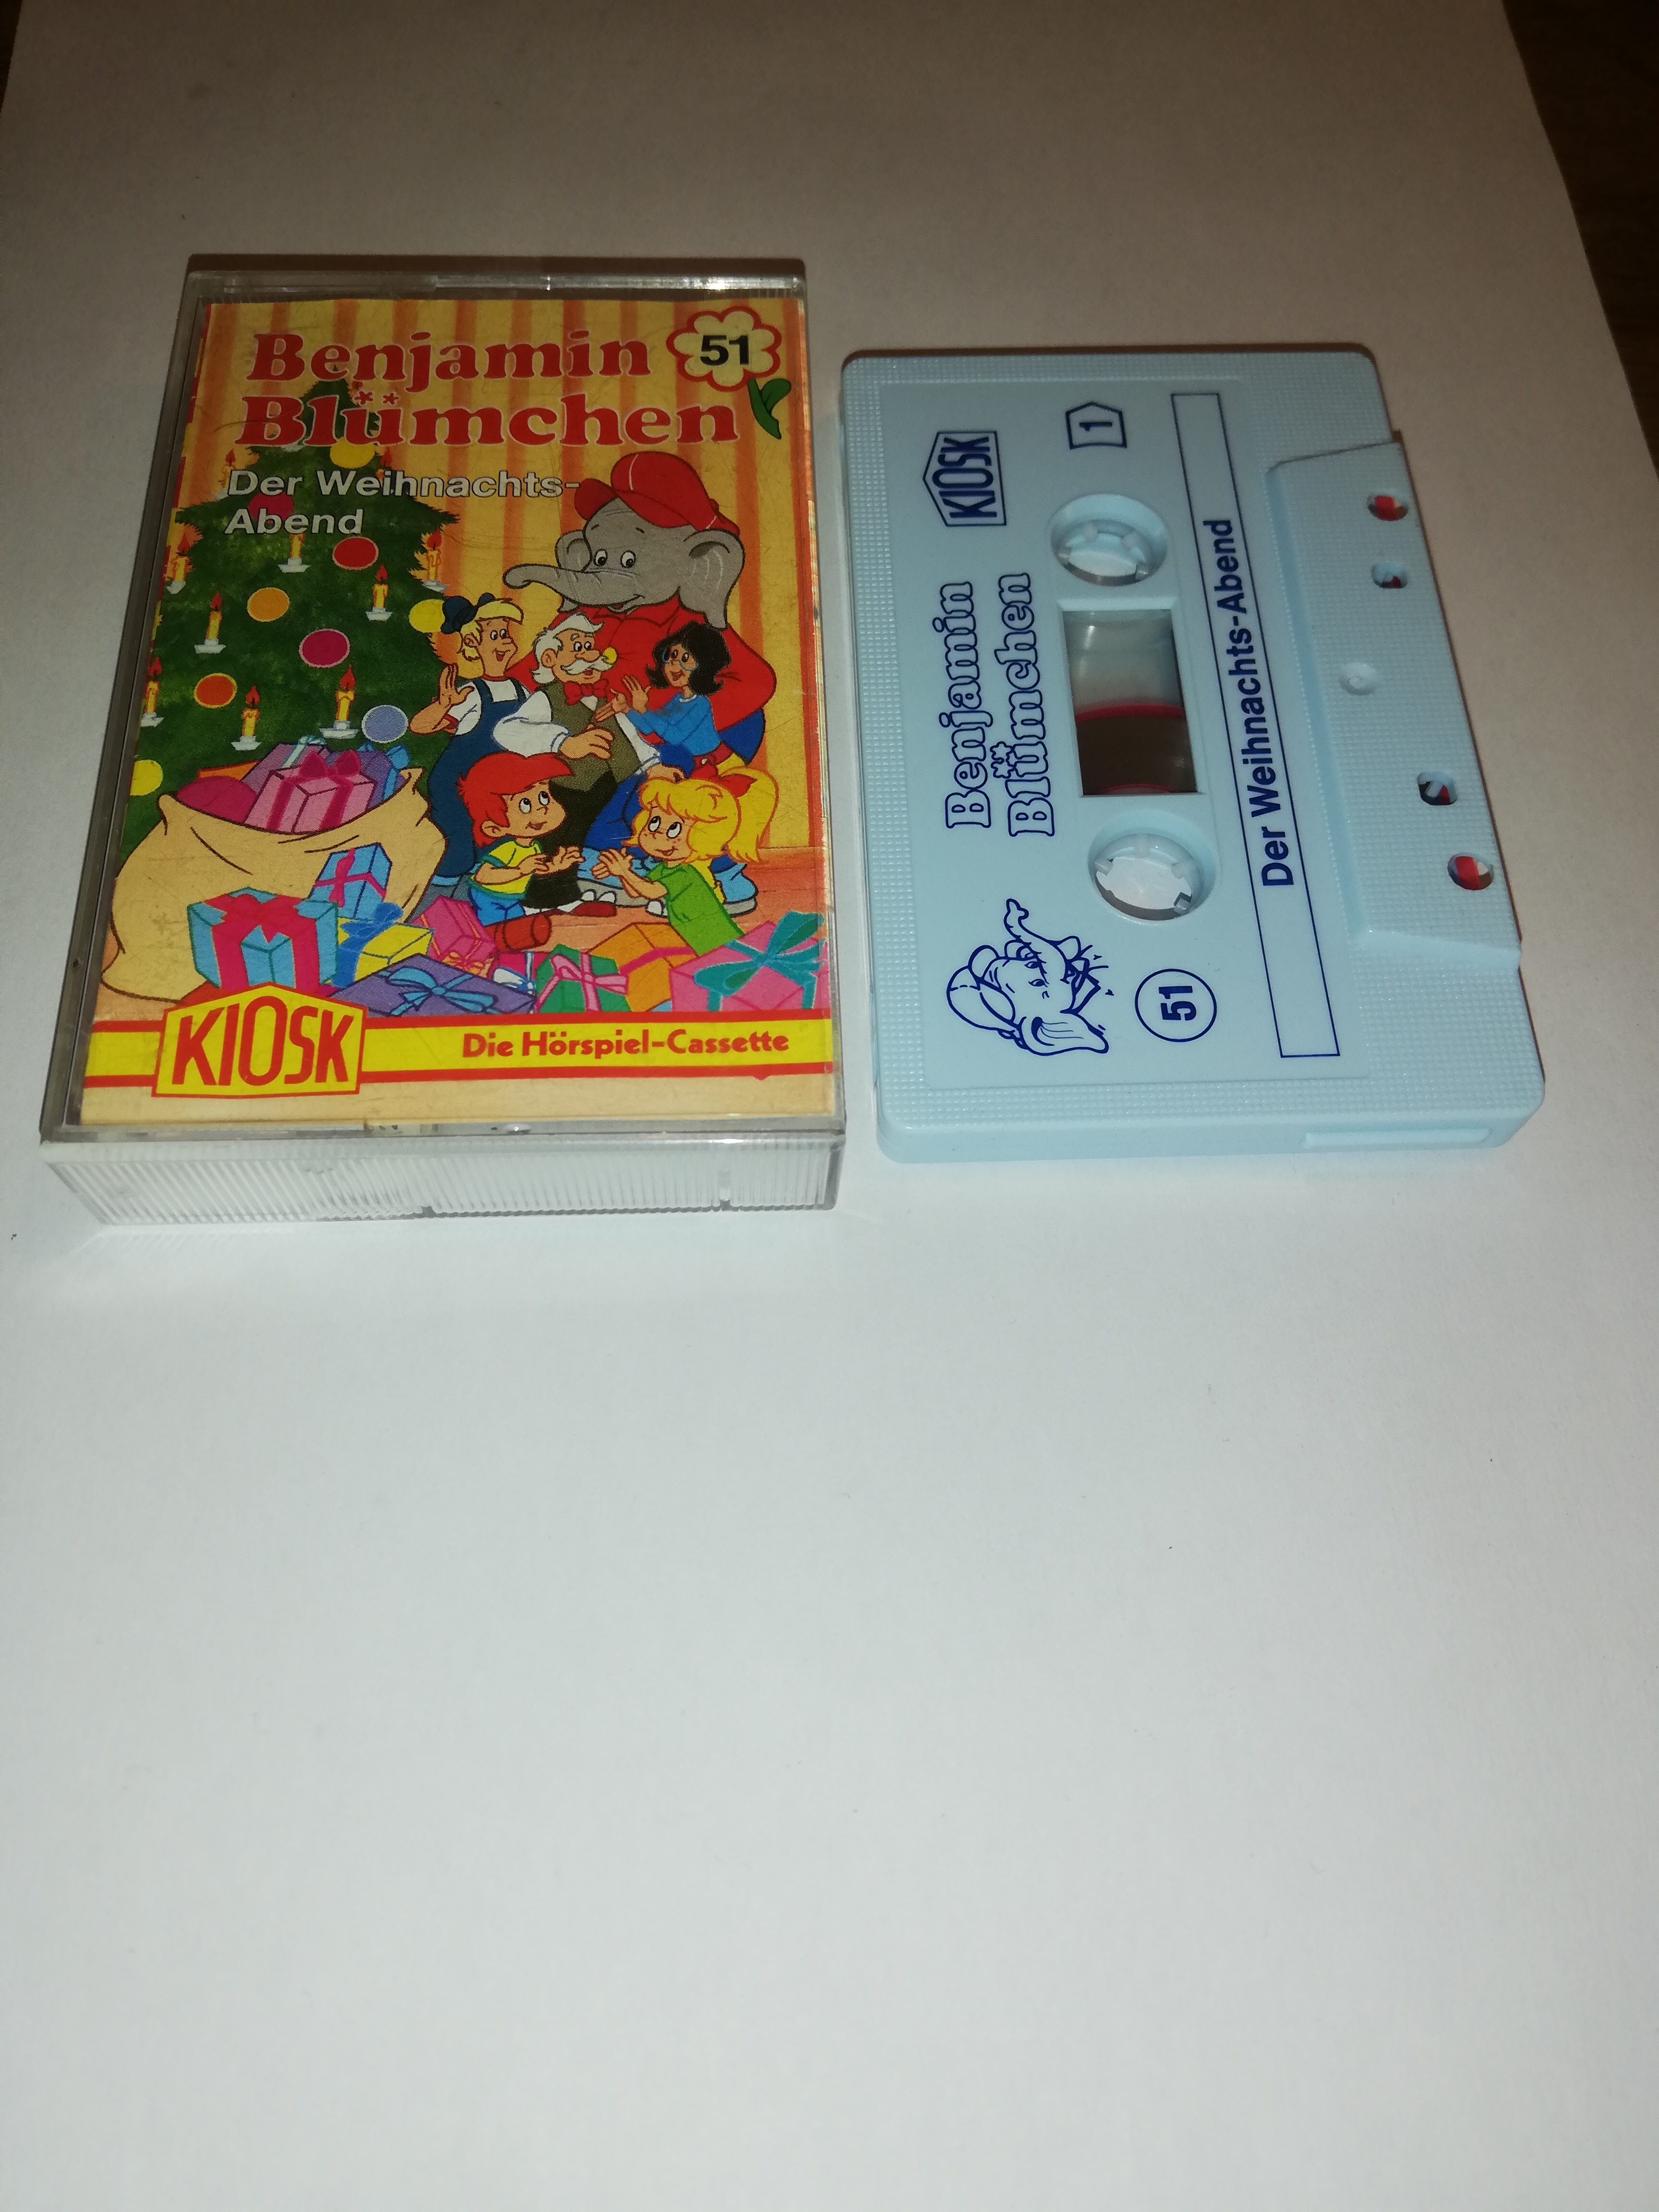 Benjamin
Blümchen
51
Der Weihnachts-
Abend
KIOSK
Die Hörspiel-Cassette
KIOSK
1
Benjamin
Blümchen
51
Der Weihnachts-Abend